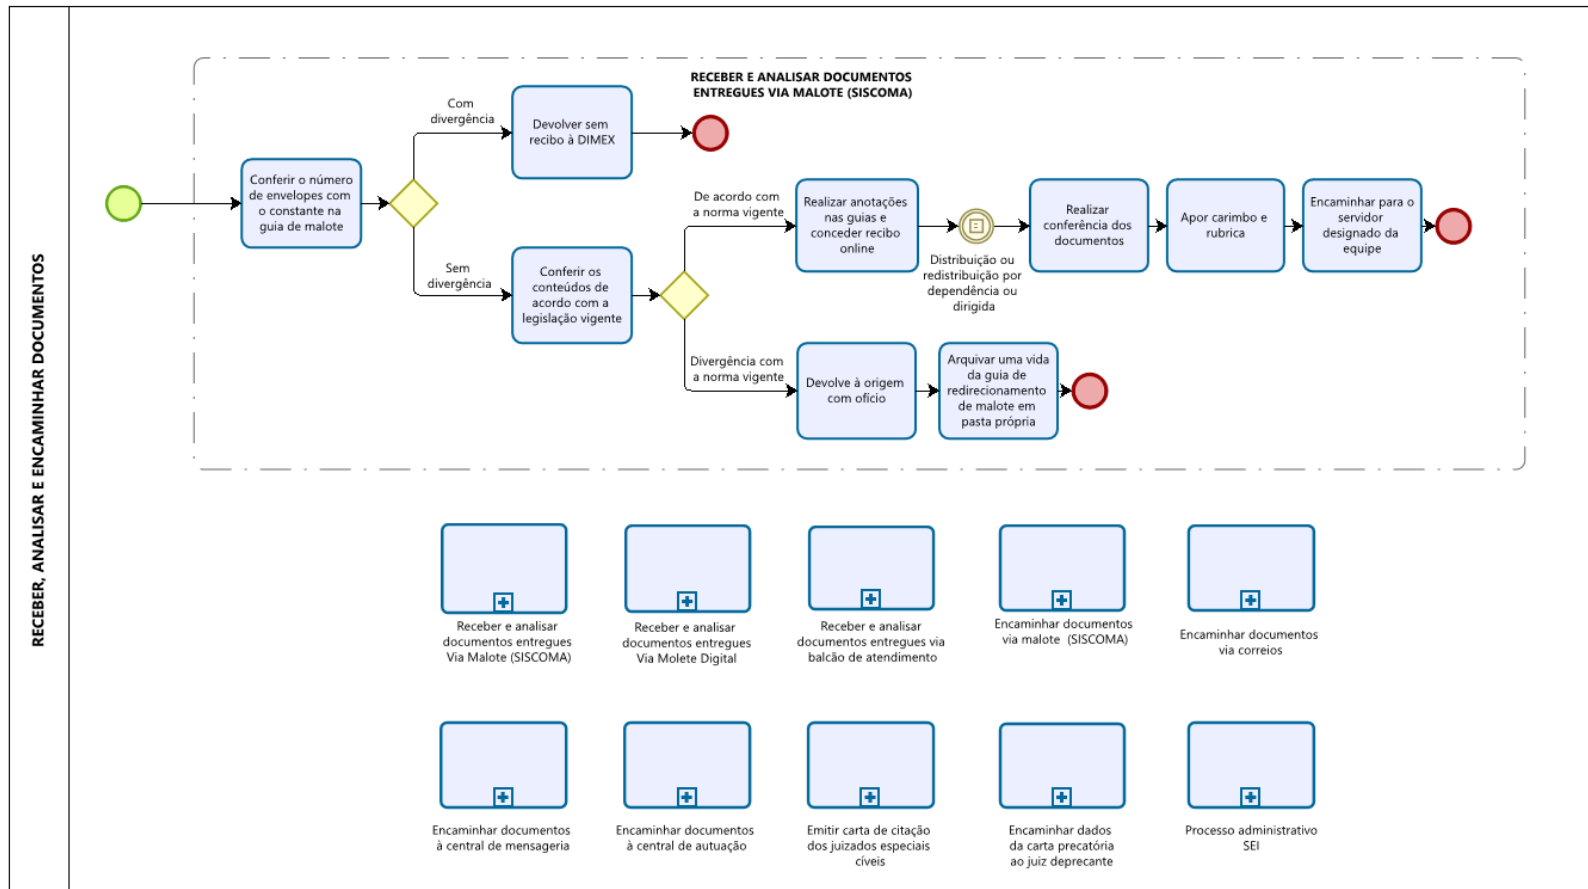 RECEBER, ANALISAR E ENCAMINHAR DOCUMENTOS
RECEBER E ANALISAR DOCUMENTOS
ENTREGUES VIA MALOTE (SISCOMA)
Conferir o número
de envelopes com
o constante na
guia de malote
Com
divergência
Devolver sem
recibo à DIMEX
Sem
divergência
Conferir os
conteúdos de
acordo com a
legislação vigente
De acordo com
a norma vigente
Realizar anotações
nas guias e
conceder recibo
online
Distribuição ou
redistribuição por
dependência ou
dirigida
Realizar
conferência dos
documentos
Apor carimbo e
rubrica
Encaminhar para o
servidor
designado da
equipe
Divergência com
a norma vigente
Devolve à origem
com ofício
Arquivar uma vida
da guia de
redirecionamento
de malote em
pasta própria
Receber e analisar
documentos entregues
Via Malote (SISCOMA)
Receber e analisar
documentos entregues
Via Molete Digital
Receber e analisar
documentos entregues via
balcão de atendimento
Encaminhar documentos
via malote (SISCOMA)
Encaminhar documentos
via correios
Encaminhar documentos
à central de mensageria
Encaminhar documentos
à central de autuação
Emitir carta de citação
dos juizados especiais
cíveis
Encaminhar dados
da carta precatória
ao juiz deprecante
Processo administrativo
SEI